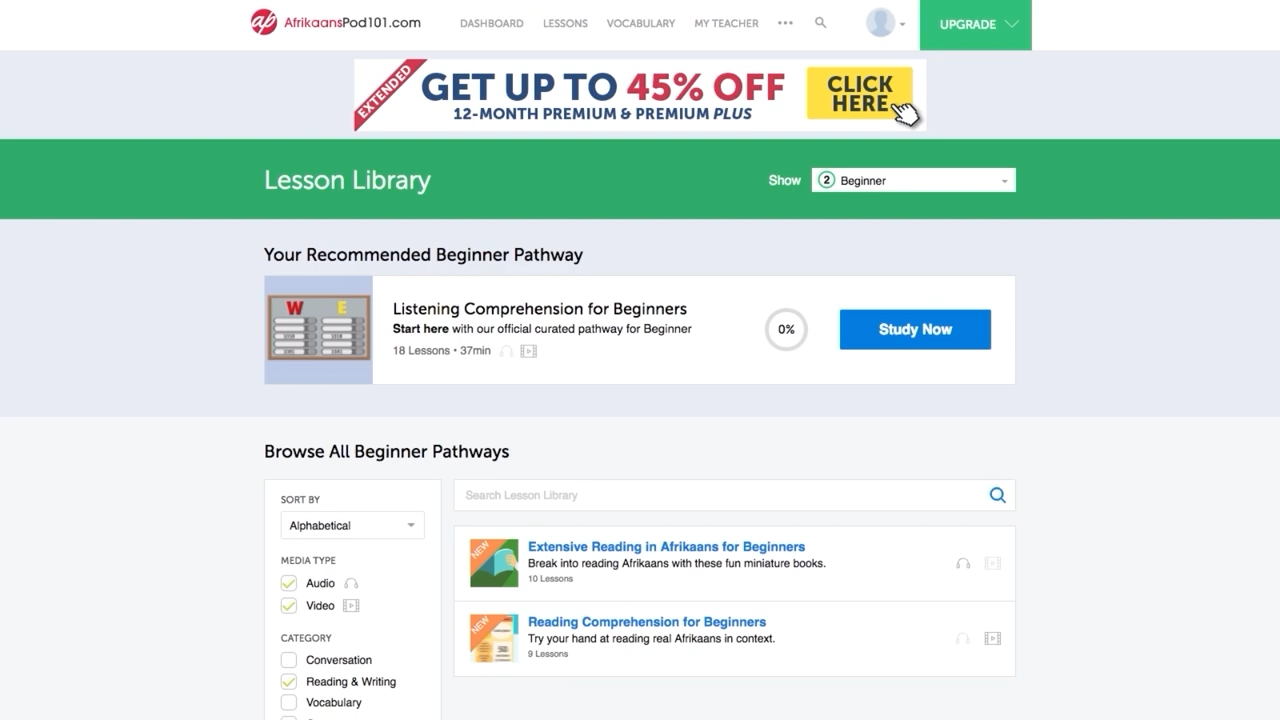 ap AfrikaansPod101.com
DASHBOARD
LESSONS
VOCABULARY
MY TEACHER
UPGRADE
EXTENDED
GET UP TO 45% OFF
12-MONTH PREMIUM & PREMIUM PLUS
CLICK
HERE
Lesson Library
Show
2 Beginner
Your Recommended Beginner Pathway
W E
Listening Comprehension for Beginners
Start here with our official curated pathway for Beginner
18 Lessons • 37min
0%
Study Now
Browse All Beginner Pathways
SORT BY
Alphabetical
MEDIA TYPE
Audio
Video
CATEGORY
Conversation
Reading & Writing
Vocabulary
Search Lesson Library
NEW
Extensive Reading in Afrikaans for Beginners
Break into reading Afrikaans with these fun miniature books.
10 Lessons
NEW
Reading Comprehension for Beginners
Try your hand at reading real Afrikaans in context.
9 Lessons